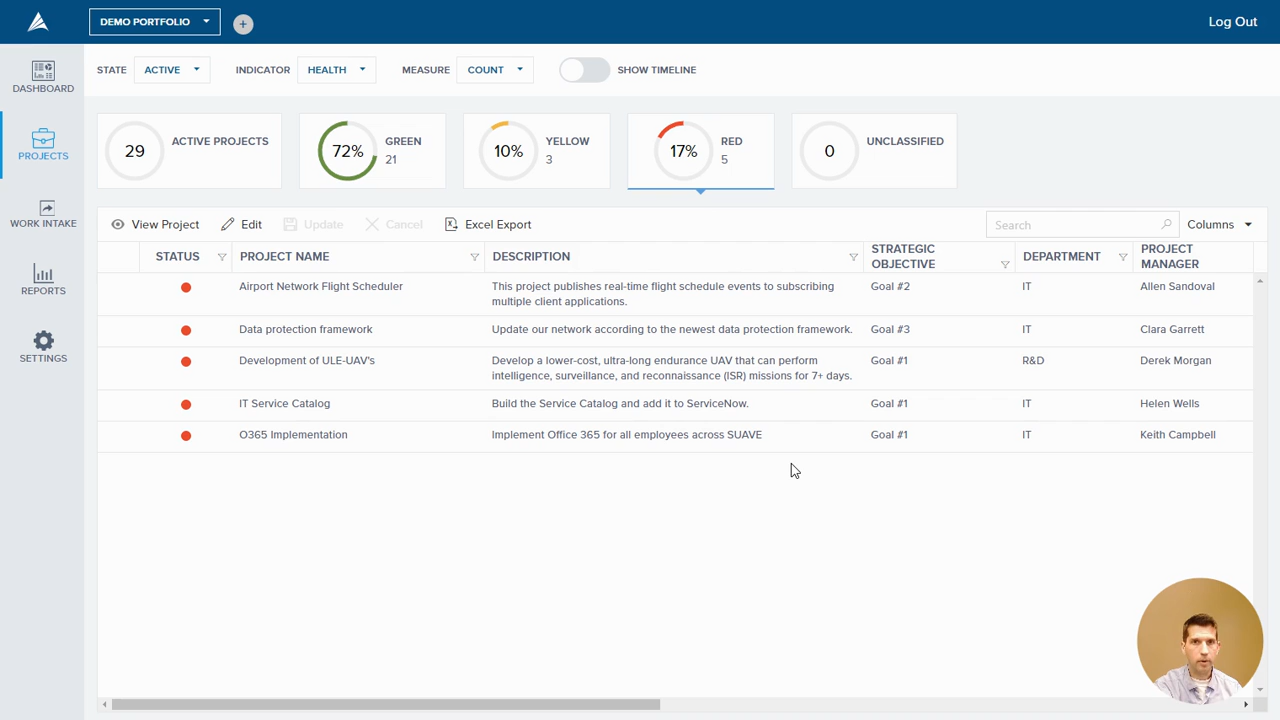 DEMO PORTFOLIO
+
Log Out
DASHBOARD
PROJECTS
WORK INTAKE
REPORTS
SETTINGS
STATE ACTIVE INDICATOR HEALTH MEASURE COUNT SHOW TIMELINE
29 ACTIVE PROJECTS
72% GREEN 21
10% YELLOW 3
17% RED 5
0 UNCLASSIFIED
View Project Edit Update Cancel Excel Export Search Columns
STATUS PROJECT NAME DESCRIPTION STRATEGIC OBJECTIVE DEPARTMENT PROJECT MANAGER
Airport Network Flight Scheduler This project publishes real-time flight schedule events to subscribing Goal #2 IT Allen Sandoval
multiple client applications.
Data protection framework Update our network according to the newest data protection framework. Goal #3 IT Clara Garrett
Development of ULE-UAV's Develop a lower-cost, ultra-long endurance UAV that can perform Goal #1 R&D Derek Morgan
intelligence, surveillance, and reconnaissance (ISR) missions for 7+ days.
IT Service Catalog Build the Service Catalog and add it to ServiceNow. Goal #1 IT Helen Wells
O365 Implementation Implement Office 365 for all employees across SUAVE Goal #1 IT Keith Campbell